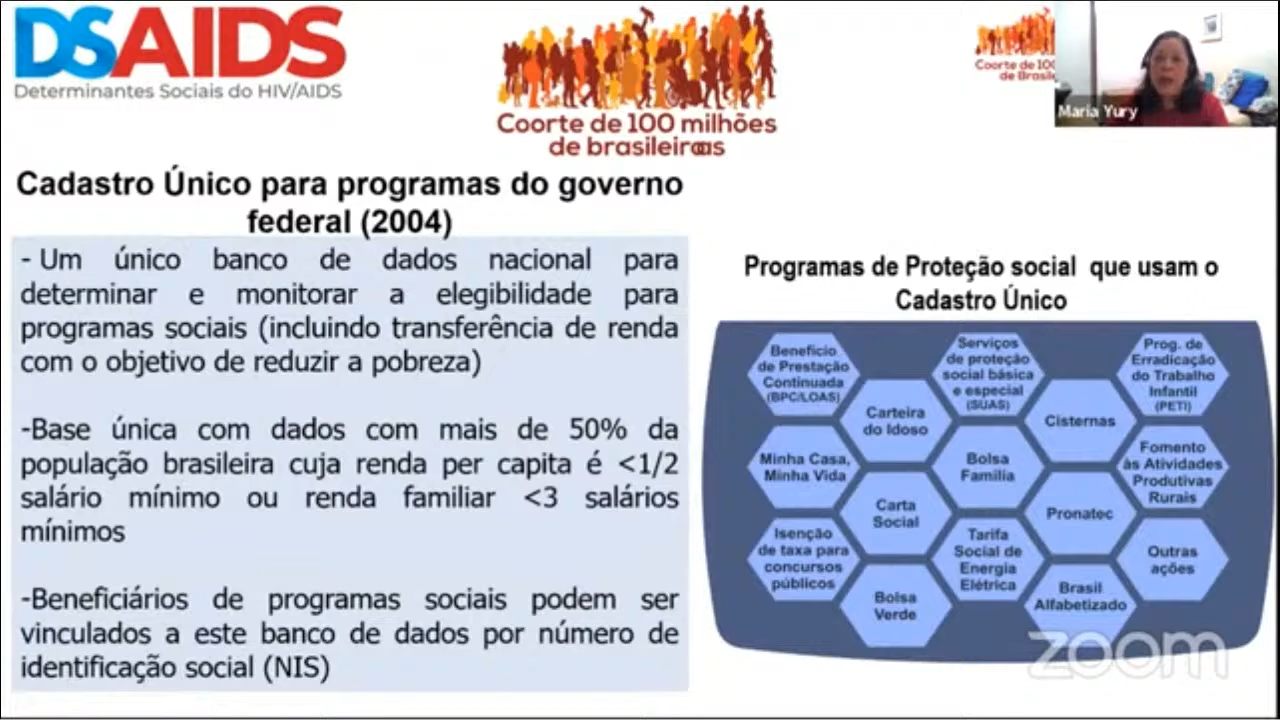 DSAIDS
Determinantes Sociais do HIV/AIDS
Coorte de 100 milhões
de brasileiroas
Coorte de 100
de Brasile
Maria Yury
Cadastro Único para programas do governo
federal (2004)
- Um único banco de dados nacional para
determinar e monitorar a elegibilidade para
programas sociais (incluindo transferência de renda
com o objetivo de reduzir a pobreza)
-Base única com dados com mais de 50% da
população brasileira cuja renda per capita é <1/2
salário mínimo ou renda familiar <3 salários
mínimos
-Beneficiários de programas sociais podem ser
vinculados a este banco de dados por número de
identificação social (NIS)
Programas de Proteção social que usam o
Cadastro Único
Benefício
de Prestação
Continuada
(BPC/LOAS)
Serviços
de proteção
social básica
e especial
(SUAS)
Prog. de
Erradicação
do Trabalho
Infantil
(PETI)
Carteira
do Idoso
Cisternas
Minha Casa,
Minha Vida
Bolsa
Família
Fomento
às Atividades
Produtivas
Rurais
Carta
Social
Pronatec
Isenção
de taxa para
concursos
públicos
Tarifa
Social de
Energia
Elétrica
Outras
ações
Bolsa
Verde
Brasil
Alfabetizado
zoom